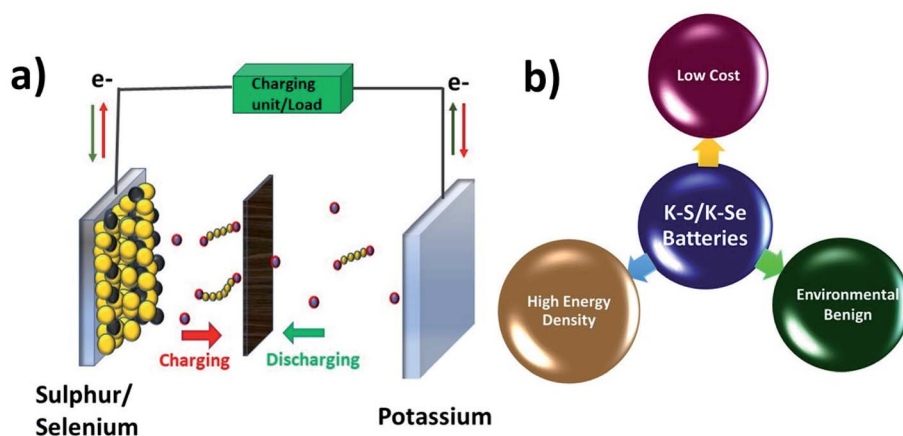 a)
e-
Charging
unit/Load
e-
Charging
Discharging
Sulphur/
Selenium
Potassium
b)
Low Cost
K-S/K-Se
Batteries
High Energy
Density
Environmental
Benign